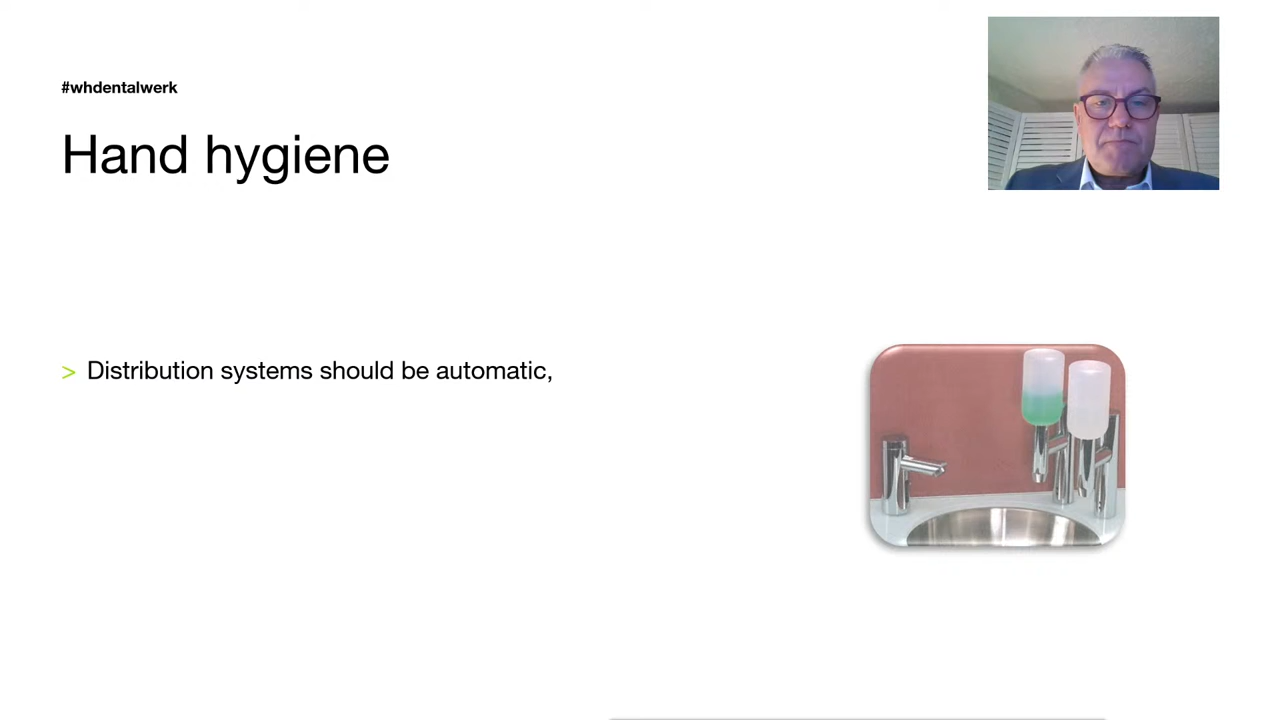 #whdentalwerk
Hand hygiene
> Distribution systems should be automatic,